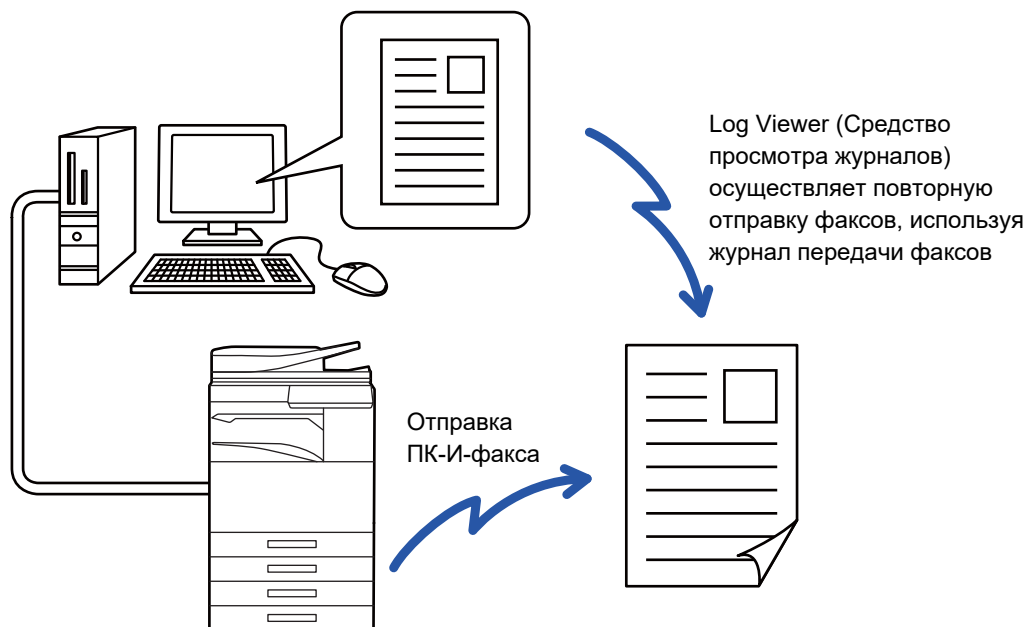 Log Viewer (Средство
просмотра журналов)
осуществляет повторную
отправку факсов, используя
журнал передачи факсов
Отправка
ПК-И-факса